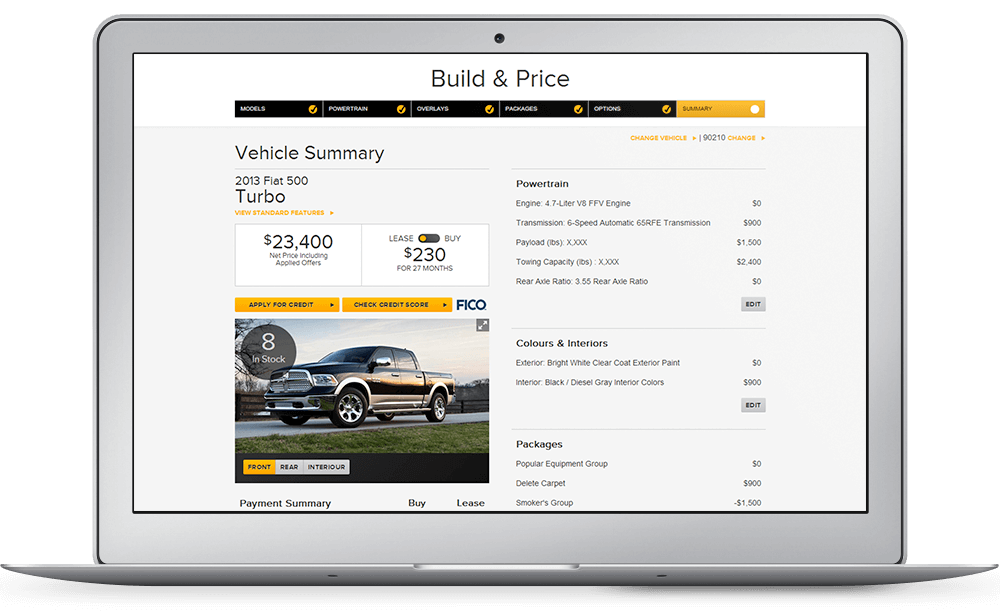 Build & Price
MODELS
POWERTRAIN
OVERLAYS
PACKAGES
OPTIONS
SUMMARY
CHANGE VEHICLE ▸ | 90210 CHANGE ▸
Vehicle Summary
2013 Fiat 500
Turbo
VIEW STANDARD FEATURES ▸
$23,400
Net Price Including
Applied Offers
LEASE BUY
$230
FOR 27 MONTHS
APPLY FOR CREDIT ▸
CHECK CREDIT SCORE ▸
FICO
8
In Stock
FRONT
REAR
INTERIOUR
Payment Summary Buy Lease
Powertrain
Engine: 4.7-Liter V8 FFV Engine $0
Transmission: 6-Speed Automatic 65RFE Transmission $900
Payload (lbs): X,XXX $1,500
Towing Capacity (lbs) : X,XXX $2,400
Rear Axle Ratio: 3.55 Rear Axle Ratio $0
EDIT
Colours & Interiors
Exterior: Bright White Clear Coat Exterior Paint $0
Interior: Black / Diesel Gray Interior Colors $900
EDIT
Packages
Popular Equipment Group $0
Delete Carpet $900
Smoker's Group -$1,500